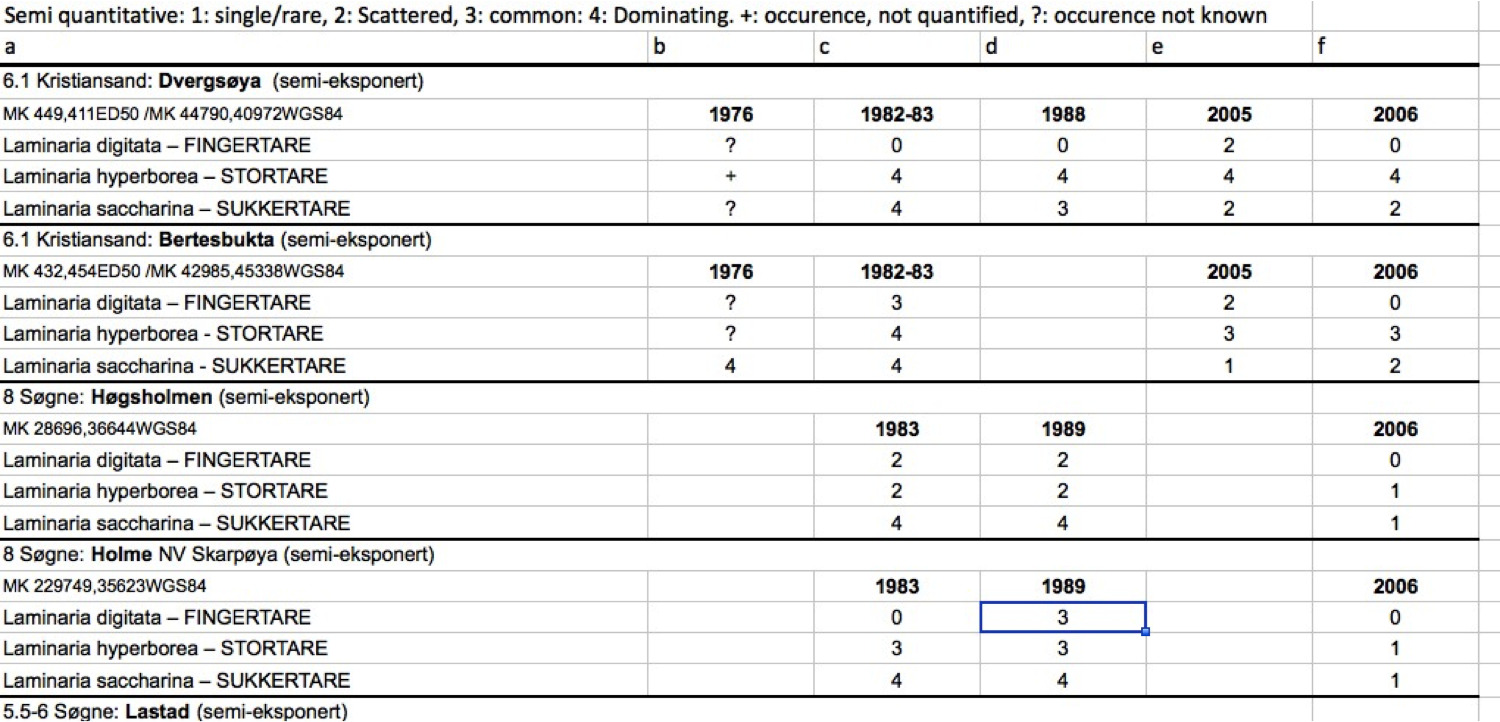 Semi quantitative: 1: single/rare, 2: Scattered, 3: common: 4: Dominating. +: occurence, not quantified, ?: occurence not known
a b c d e f
6.1 Kristiansand: Dvergsøya (semi-eksponert)
MK 449,411ED50 /MK 44790,40972WGS84 1976 1982-83 1988 2005 2006
Laminaria digitata – FINGERTARE ? 0 0 2 0
Laminaria hyperborea – STORTARE + 4 4 4 4
Laminaria saccharina – SUKKERTARE ? 4 3 2 2
6.1 Kristiansand: Bertesbukta (semi-eksponert)
MK 432,454ED50 /MK 42985,45338WGS84 1976 1982-83 2005 2006
Laminaria digitata – FINGERTARE ? 3 2 0
Laminaria hyperborea - STORTARE ? 4 3 3
Laminaria saccharina - SUKKERTARE 4 4 1 2
8 Søgne: Høgsholmen (semi-eksponert)
MK 28696,36644WGS84 1983 1989 2006
Laminaria digitata – FINGERTARE 2 2 0
Laminaria hyperborea – STORTARE 2 2 1
Laminaria saccharina – SUKKERTARE 4 4 1
8 Søgne: Holme NV Skarpøya (semi-eksponert)
MK 229749,35623WGS84 1983 1989 2006
Laminaria digitata – FINGERTARE 0 3 0
Laminaria hyperborea – STORTARE 3 3 1
Laminaria saccharina – SUKKERTARE 4 4 1
5.5-6 Søgne: Lastad (semi-eksponert)